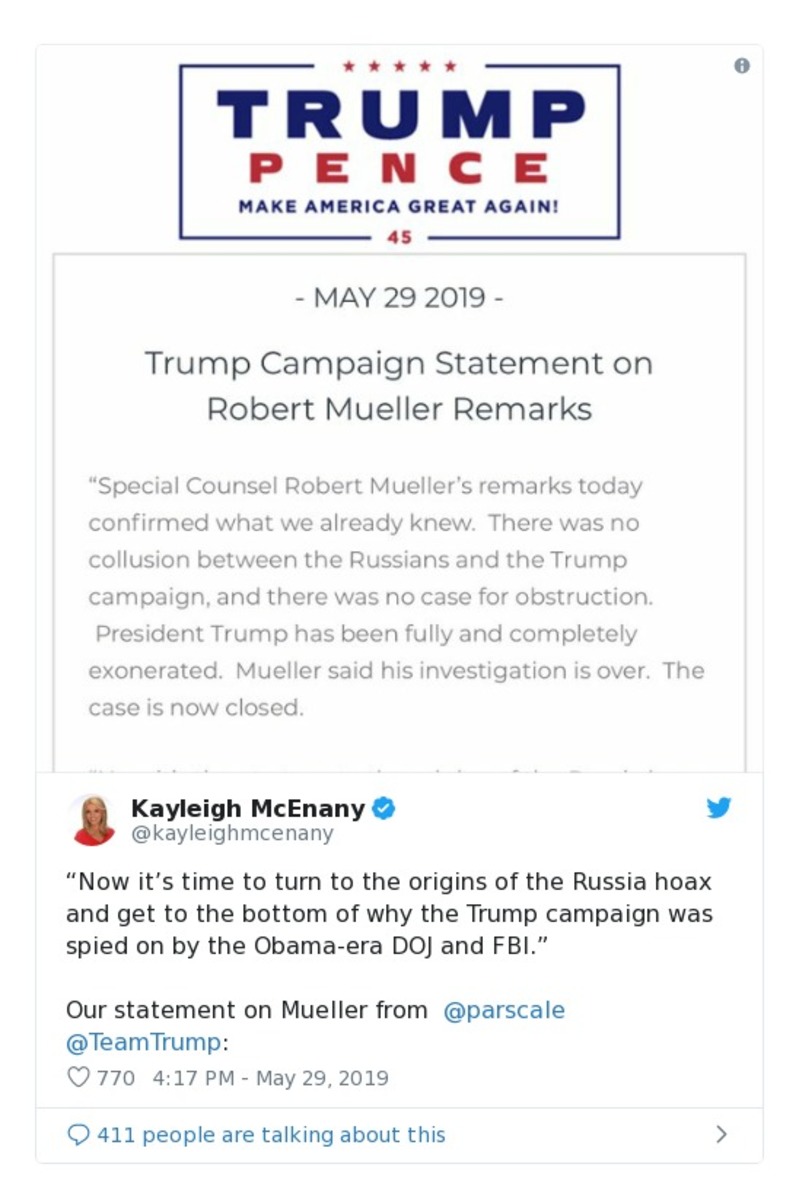 TRUMP
PENCE
MAKE AMERICA GREAT AGAIN!
45
- MAY 29 2019 -
Trump Campaign Statement on
Robert Mueller Remarks
“Special Counsel Robert Mueller’s remarks today
confirmed what we already knew.  There was no
collusion between the Russians and the Trump
campaign, and there was no case for obstruction.
President Trump has been fully and completely
exonerated.  Mueller said his investigation is over.  The
case is now closed.
Kayleigh McEnany
@kayleighmcenany
“Now it’s time to turn to the origins of the Russia hoax
and get to the bottom of why the Trump campaign was
spied on by the Obama-era DOJ and FBI.”
Our statement on Mueller from  @parscale
@TeamTrump:
770 4:17 PM - May 29, 2019
411 people are talking about this